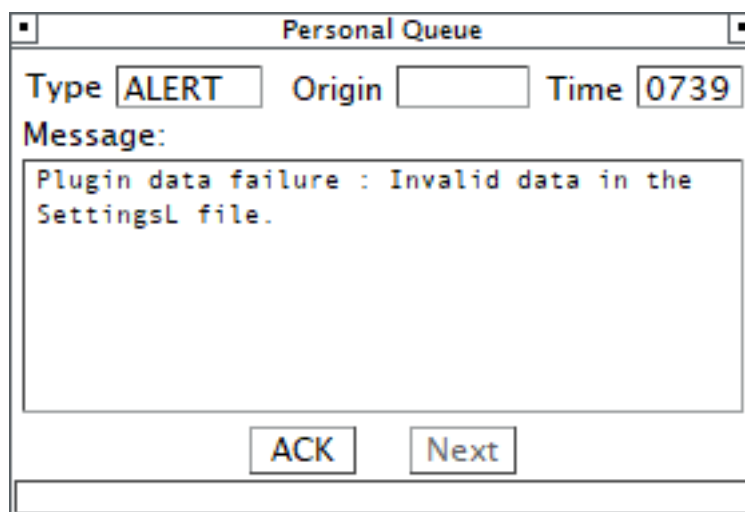 Personal Queue
Type ALERT Origin Time 0739
Message:
Plugin data failure : Invalid data in the
SettingsL file.
ACK Next